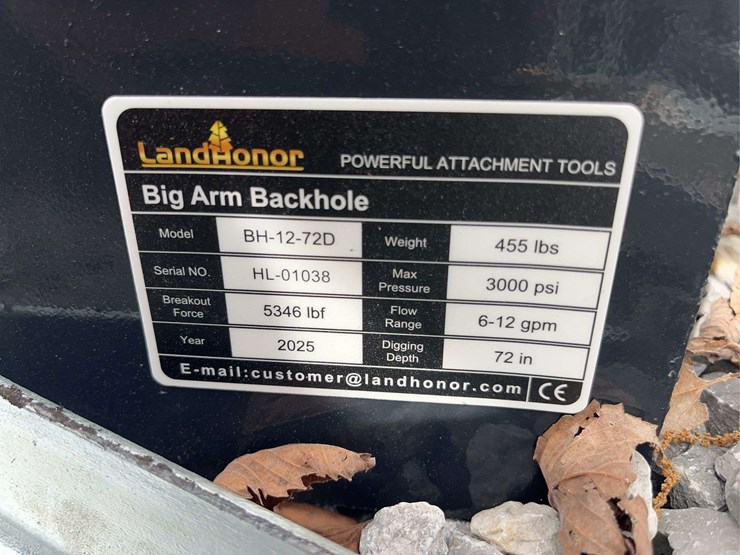 LandHonor POWERFUL ATTACHMENT TOOLS
Big Arm Backhole
Model BH-12-72D Weight 455 lbs
Serial NO. HL-01038 Max Pressure 3000 psi
Breakout Force 5346 lbf Flow Range 6-12 gpm
Year 2025 Digging Depth 72 in
E-mail:customer@landhonor.com CE